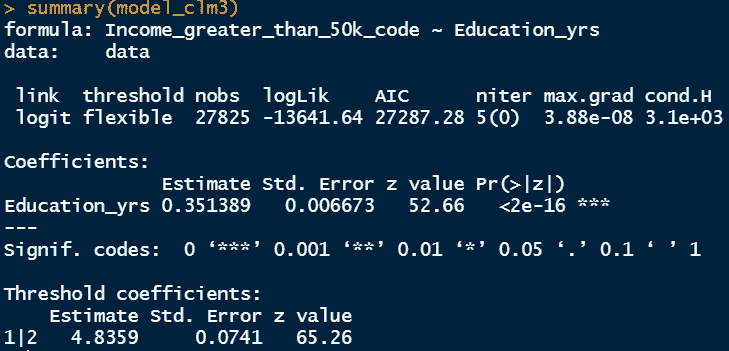 > summary(model_clm3)
formula: Income_greater_than_50k_code ~ Education_yrs
data:    data

 link  threshold nobs  logLik    AIC      niter max.grad cond.H
 logit flexible  27825 -13641.64 27287.28 5(0)  3.88e-08 3.1e+03

Coefficients:
              Estimate Std. Error z value Pr(>|z|)
Education_yrs 0.351389   0.006673   52.66   <2e-16 ***
---
Signif. codes:  0 ‘***’ 0.001 ‘**’ 0.01 ‘*’ 0.05 ‘.’ 0.1 ‘ ’ 1

Threshold coefficients:
    Estimate Std. Error z value
1|2   4.8359     0.0741   65.26